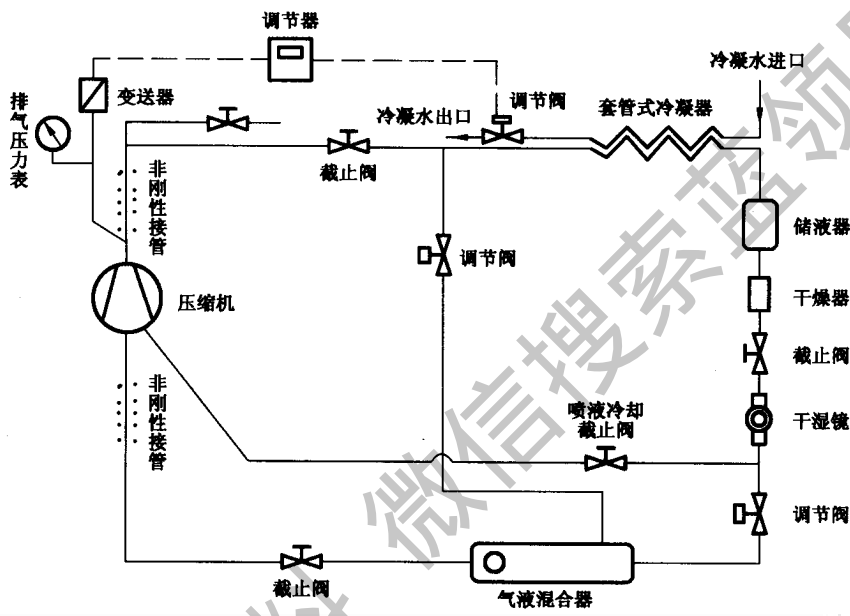 调节器
冷凝水进口
变送器
排气压力表
冷凝水出口
调节阀
套管式冷凝器
截止阀
非刚性接管
储液器
调节阀
压缩机
干燥器
截止阀
非刚性接管
喷液冷却
截止阀
干湿镜
调节阀
截止阀
气液混合器
微信搜索蓝领